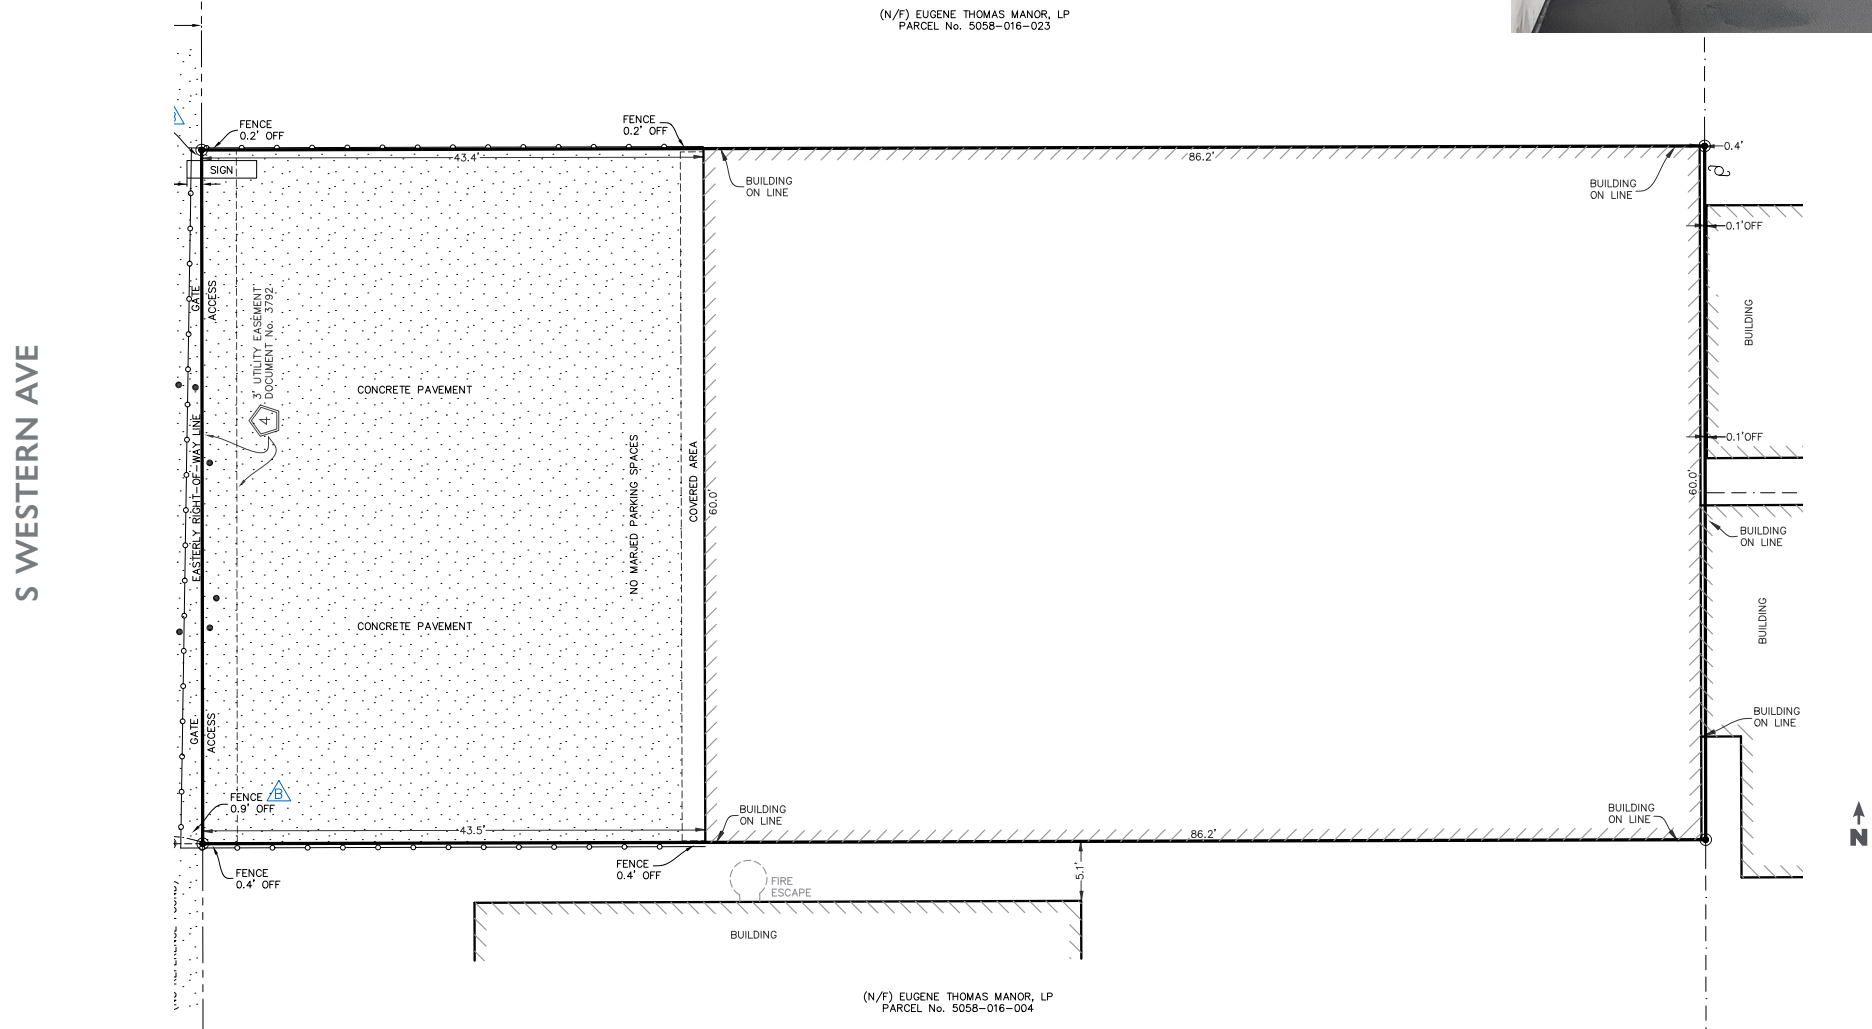 (N/F) EUGENE THOMAS MANOR, LP
PARCEL No. 5058-016-023
FENCE
0.2' OFF
FENCE
0.2' OFF
43.4'
86.2'
0.4'
SIGN
BUILDING
ON LINE
BUILDING
ON LINE
0.1'OFF
GATE
ACCESS
3' UTILITY EASEMENT
DOCUMENT No. 3792
4
CONCRETE PAVEMENT
BUILDING
S WESTERN AVE
EASTERLY RIGHT-OF-WAY LINE
NO MARJED PARKING SPACES
COVERED AREA
60.0'
0.1'OFF
60.0'
BUILDING
ON LINE
CONCRETE PAVEMENT
BUILDING
GATE
ACCESS
BUILDING
ON LINE
B
FENCE
0.9' OFF
43.5'
BUILDING
ON LINE
86.2'
BUILDING
ON LINE
N
FENCE
0.4' OFF
FENCE
0.4' OFF
FIRE
ESCAPE
5.1'
BUILDING
(N/F) EUGENE THOMAS MANOR, LP
PARCEL No. 5058-016-004